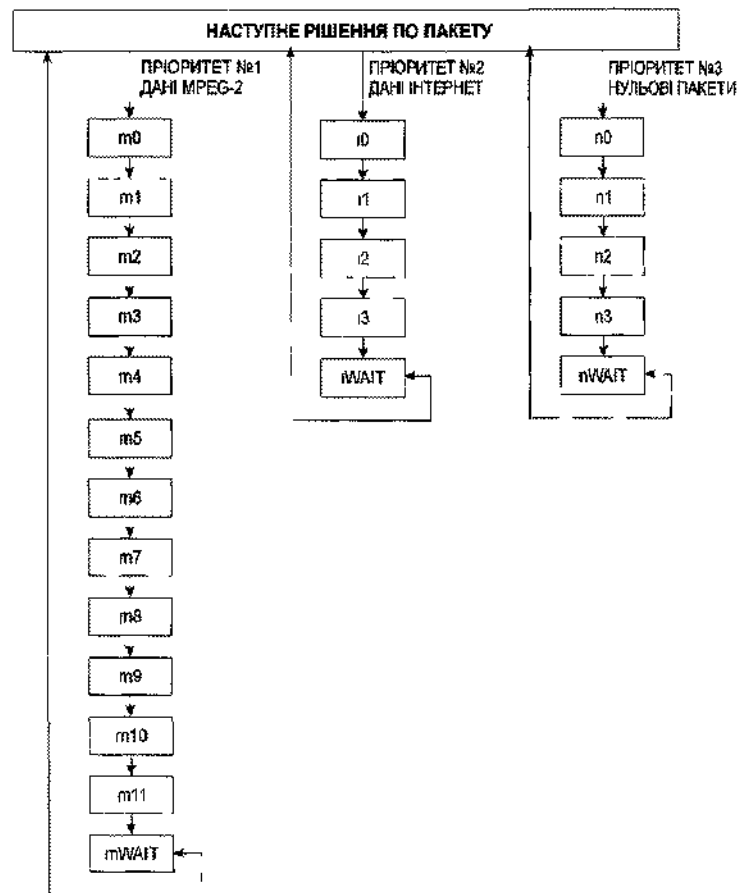 НАСТУПНЕ РІШЕННЯ ПО ПАКЕТУ
ПРІОРИТЕТ №1
ДАНІ MPEG-2
m0
m1
m2
m3
m4
m5
m6
m7
m8
m9
m10
m11
mWAIT
ПРІОРИТЕТ №2
ДАНІ ІНТЕРНЕТ
i0
i1
i2
i3
iWAIT
ПРІОРИТЕТ №3
НУЛЬОВІ ПАКЕТИ
n0
n1
n2
n3
nWAIT